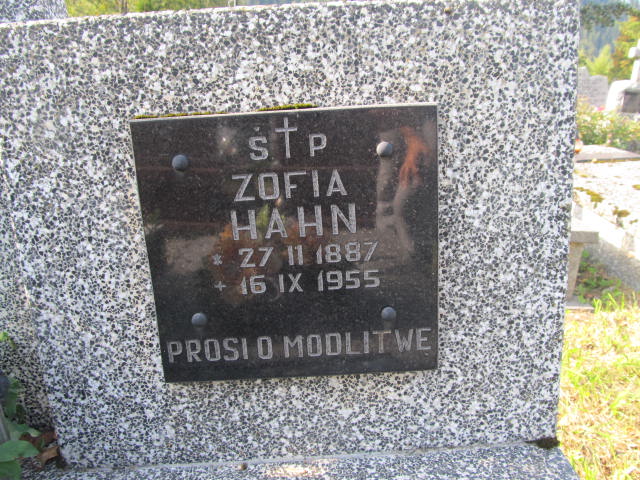 Ś†P
ZOFIA
HAHN
* 27 II 1887
+ 16 IX 1955
PROSI O MODLITWE